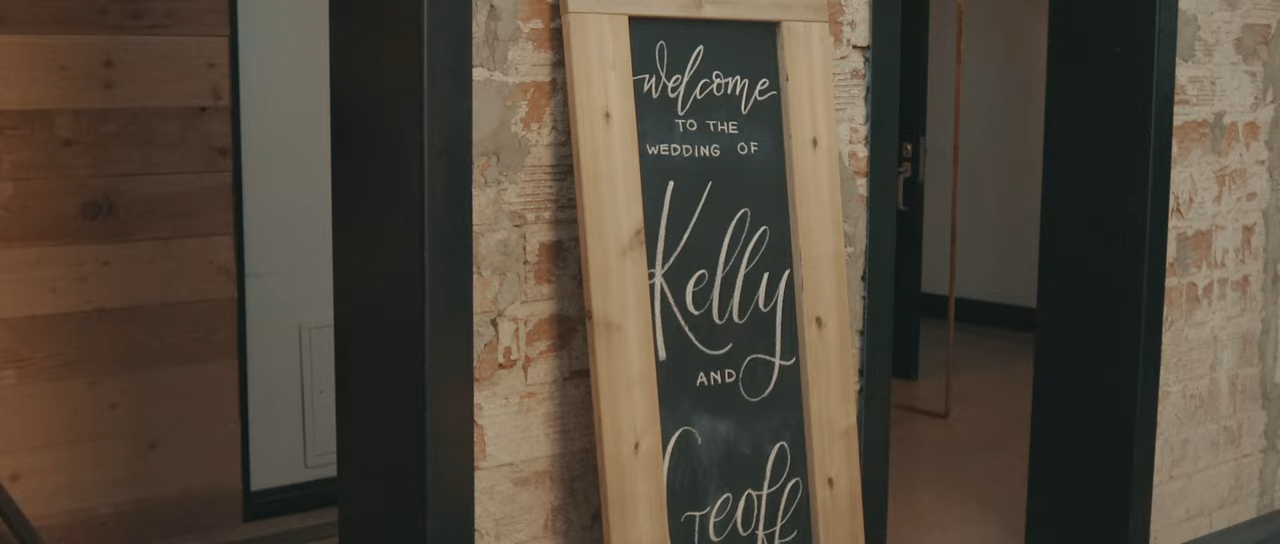 welcome
TO THE
WEDDING OF
Kelly
AND
Geoff